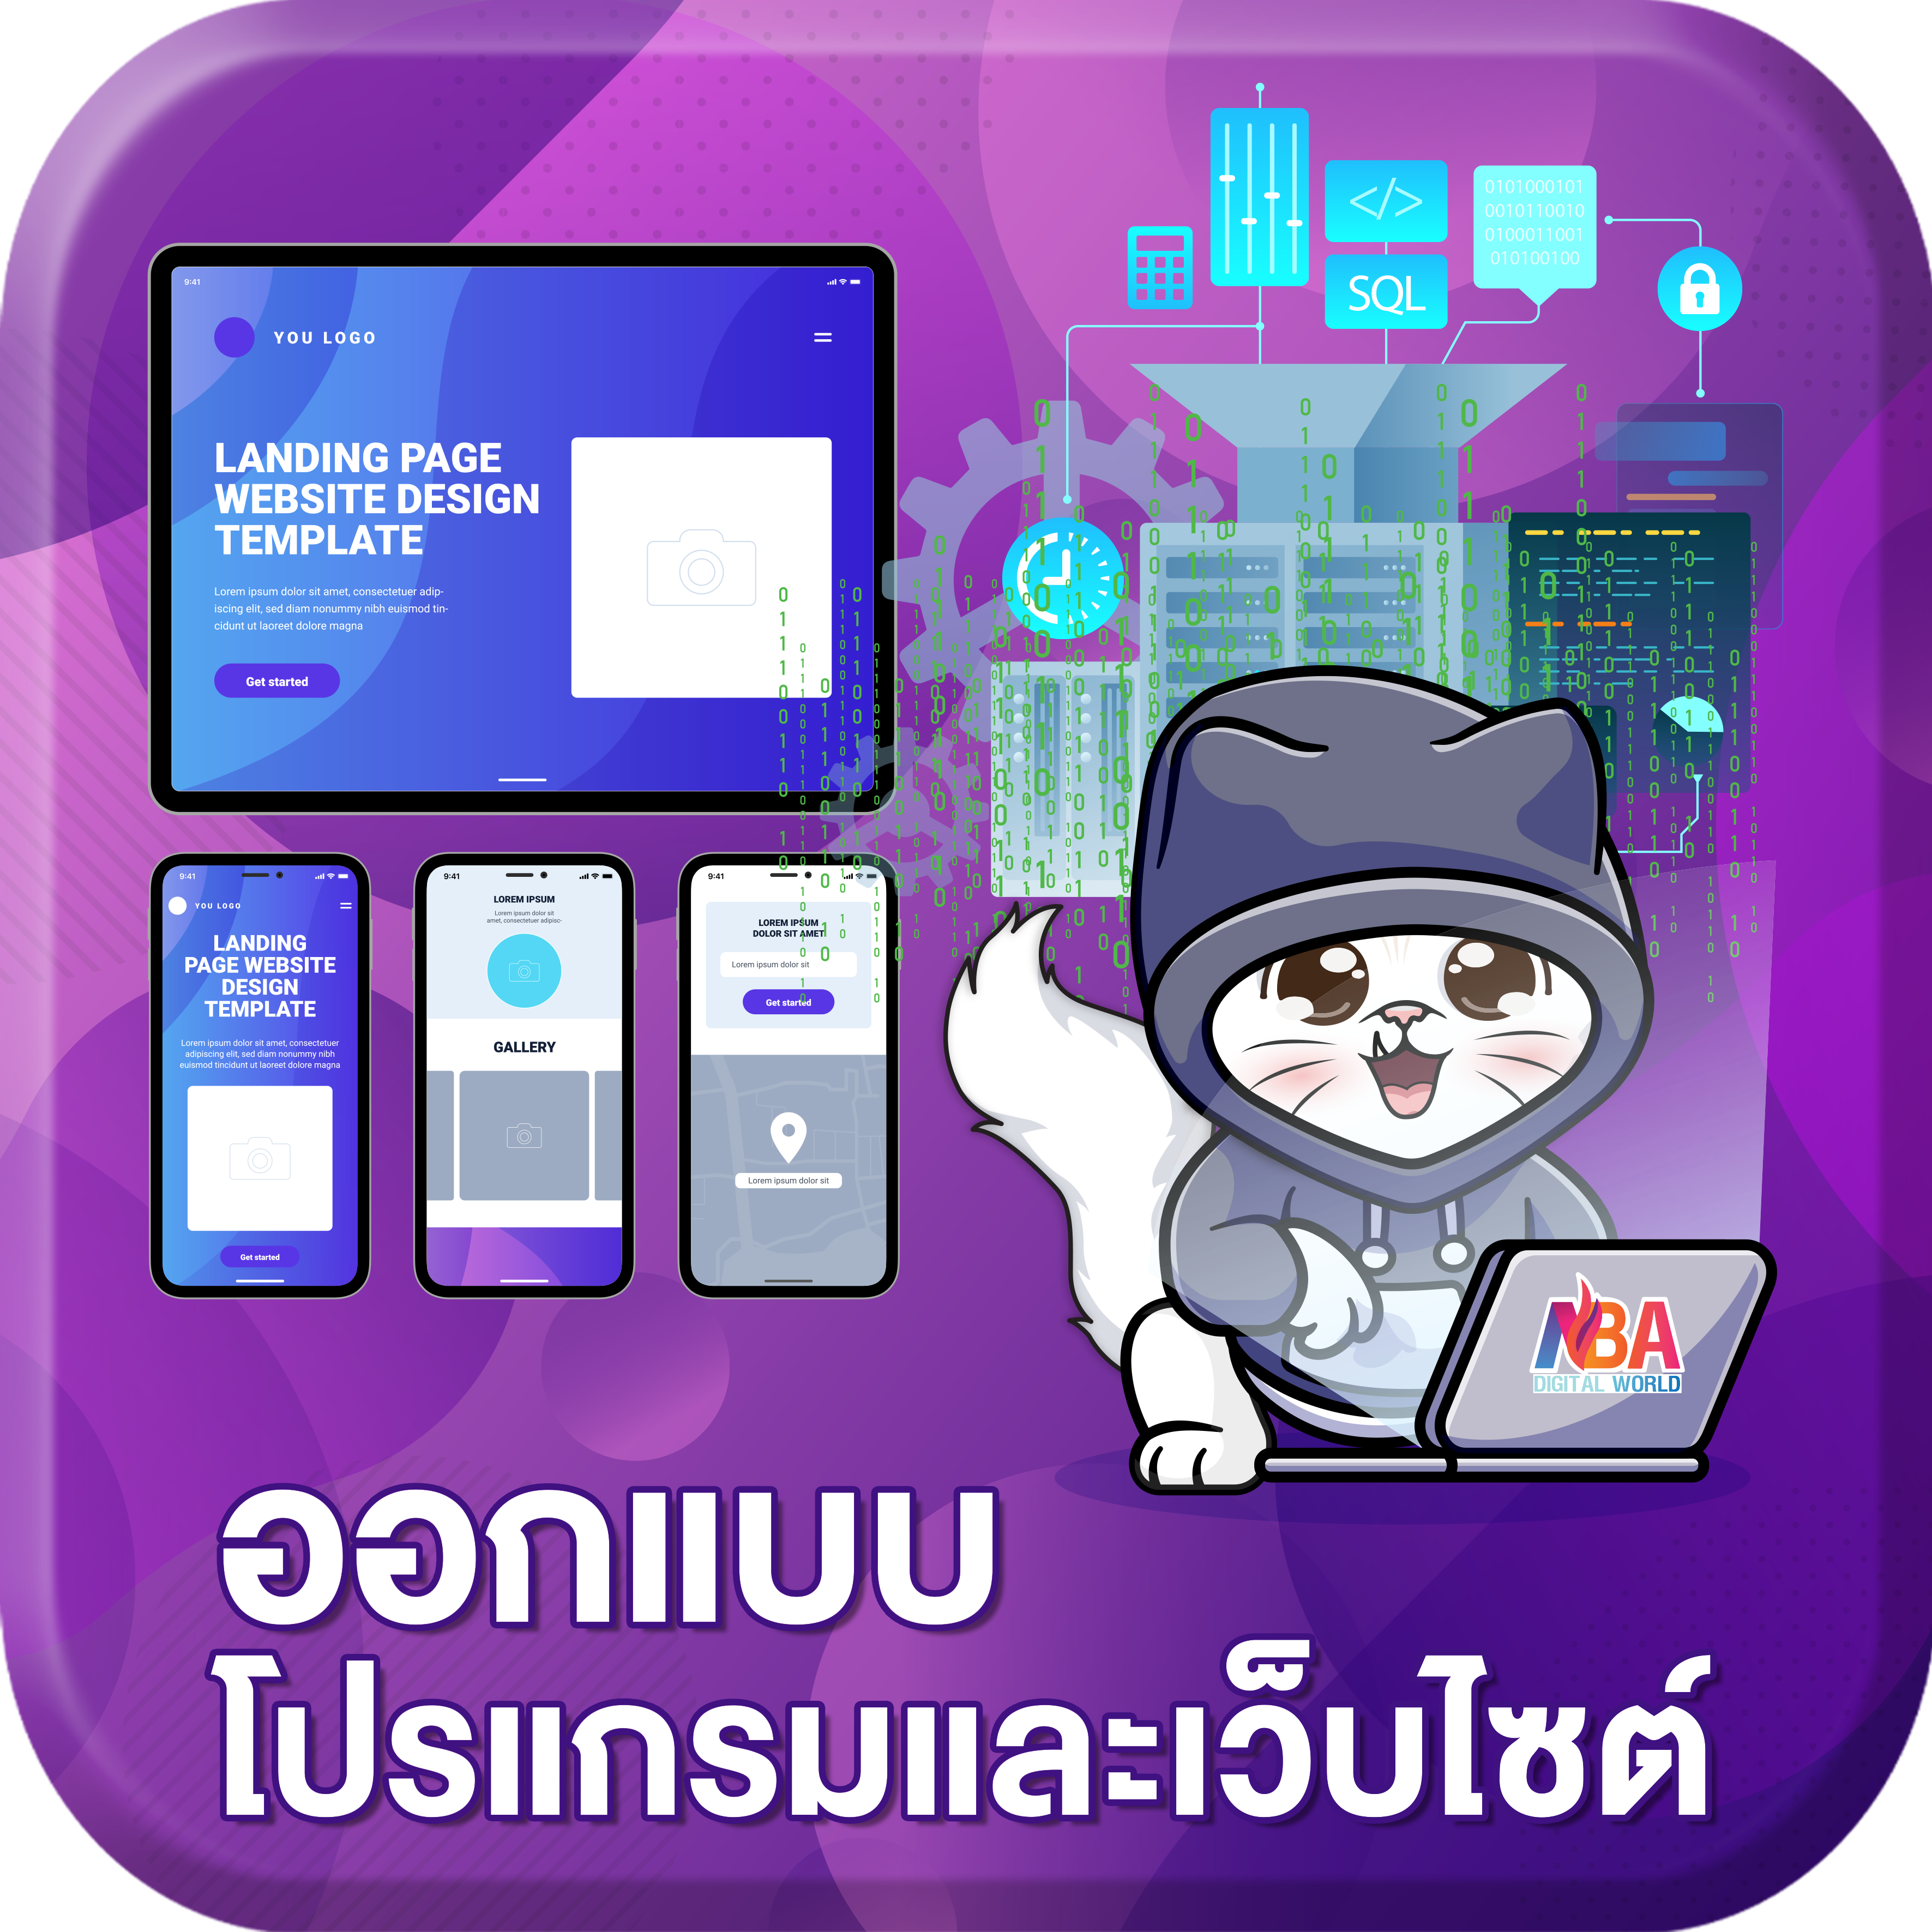 9:41
YOU LOGO
LANDING PAGE
WEBSITE DESIGN
TEMPLATE
Lorem ipsum dolor sit amet, consectetuer adip-
iscing elit, sed diam nonummy nibh euismod tin-
cidunt ut laoreet dolore magna
Get started
</>
SQL
0101000101
0010110010
0100011001
010100100
9:41
YOU LOGO
LANDING
PAGE WEBSITE
DESIGN
TEMPLATE
Lorem ipsum dolor sit amet, consectetuer
adipiscing elit, sed diam nonummy nibh
euismod tincidunt ut laoreet dolore magna
Get started
9:41
LOREM IPSUM
Lorem ipsum dolor sit
amet, consectetuer adipisc-
GALLERY
9:41
LOREM IPSUM
DOLOR SIT AMET
Lorem ipsum dolor sit
Get started
Lorem ipsum dolor sit
NBA
DIGITAL WORLD
ออกแบบ
โปรแกรมและเว็บไซต์